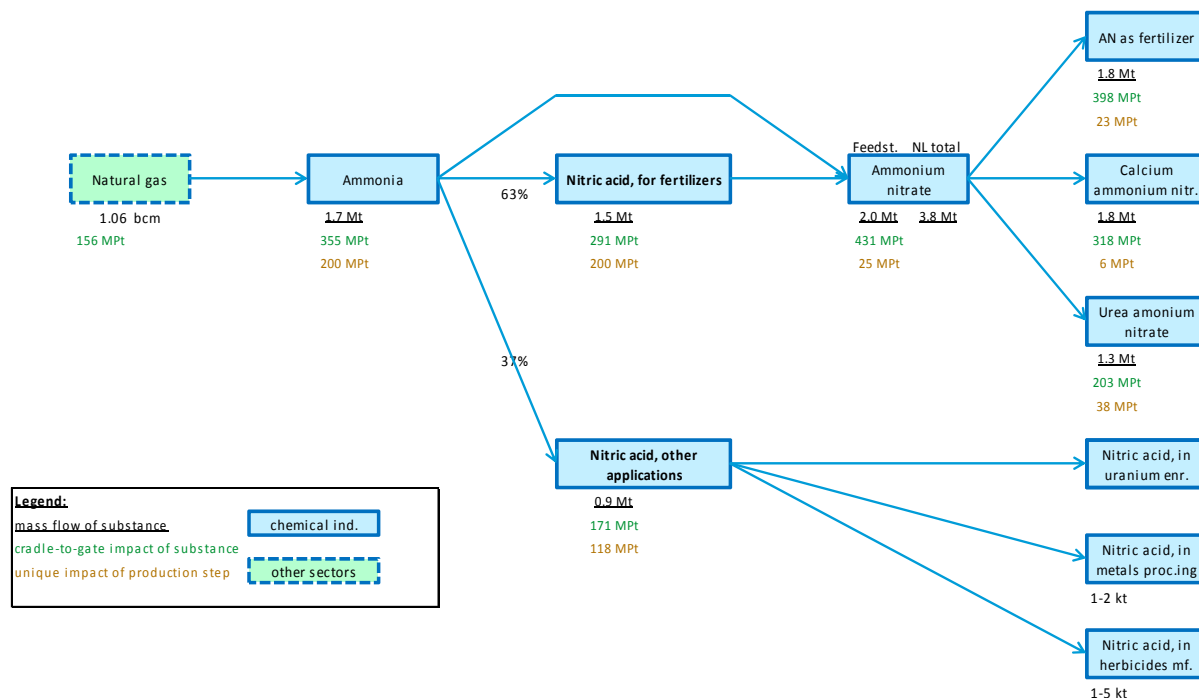 AN as fertilizer
1.8 Mt
398 MPt
23 MPt
Natural gas
1.06 bcm
156 MPt
Ammonia
1.7 Mt
355 MPt
200 MPt
63%
Nitric acid, for fertilizers
1.5 Mt
291 MPt
200 MPt
Feedst. NL total
Ammonium
nitrate
2.0 Mt 3.8 Mt
431 MPt
25 MPt
Calcium
ammonium nitr.
1.8 Mt
318 MPt
6 MPt
Urea amonium
nitrate
1.3 Mt
203 MPt
38 MPt
37%
Nitric acid, other
applications
0.9 Mt
171 MPt
118 MPt
Nitric acid, in
uranium enr.
Nitric acid, in
metals proc.ing
1-2 kt
Nitric acid, in
herbicides mf.
1-5 kt
Legend:
mass flow of substance
cradle-to-gate impact of substance
unique impact of production step
chemical ind.
other sectors